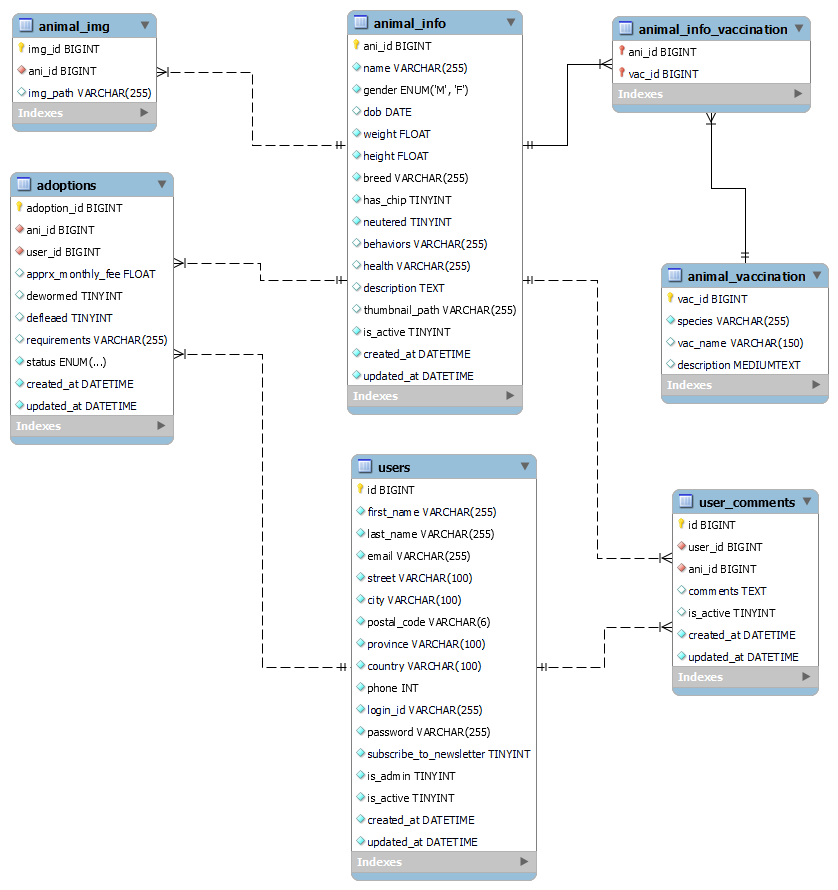 animal_img
img_id BIGINT
ani_id BIGINT
img_path VARCHAR(255)
Indexes
adoptions
adoption_id BIGINT
ani_id BIGINT
user_id BIGINT
apprx_monthly_fee FLOAT
dewormed TINYINT
defleaed TINYINT
requirements VARCHAR(255)
status ENUM(...)
created_at DATETIME
updated_at DATETIME
Indexes
animal_info
ani_id BIGINT
name VARCHAR(255)
gender ENUM('M', 'F')
dob DATE
weight FLOAT
height FLOAT
breed VARCHAR(255)
has_chip TINYINT
neutered TINYINT
behaviors VARCHAR(255)
health VARCHAR(255)
description TEXT
thumbnail_path VARCHAR(255)
is_active TINYINT
created_at DATETIME
updated_at DATETIME
Indexes
animal_info_vaccination
ani_id BIGINT
vac_id BIGINT
Indexes
animal_vaccination
vac_id BIGINT
species VARCHAR(255)
vac_name VARCHAR(150)
description MEDIUMTEXT
Indexes
users
id BIGINT
first_name VARCHAR(255)
last_name VARCHAR(255)
email VARCHAR(255)
street VARCHAR(100)
city VARCHAR(100)
postal_code VARCHAR(6)
province VARCHAR(100)
country VARCHAR(100)
phone INT
login_id VARCHAR(255)
password VARCHAR(255)
subscribe_to_newsletter TINYINT
is_admin TINYINT
is_active TINYINT
created_at DATETIME
updated_at DATETIME
Indexes
user_comments
id BIGINT
user_id BIGINT
ani_id BIGINT
comments TEXT
is_active TINYINT
created_at DATETIME
updated_at DATETIME
Indexes